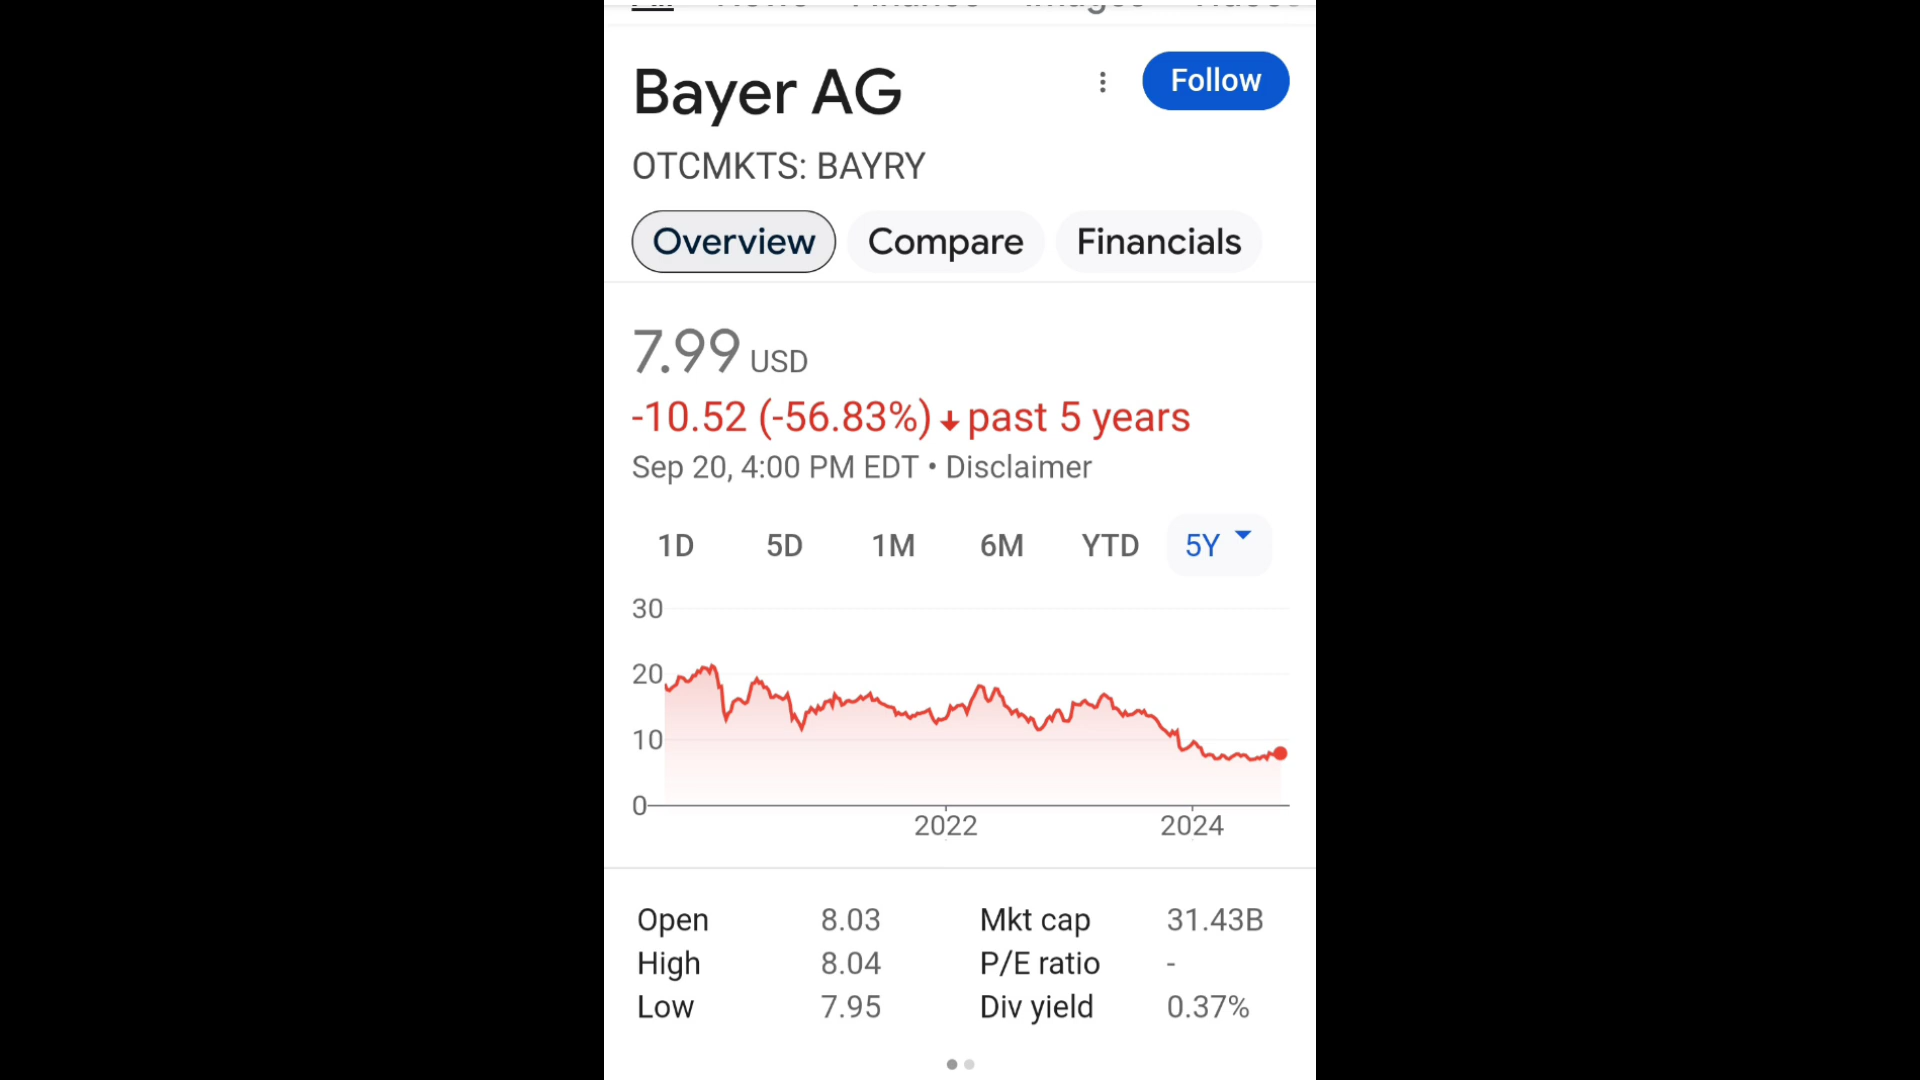 Bayer AG
Follow
OTCMKTS: BAYRY
Overview Compare Financials
7.99 USD
-10.52 (-56.83%) ↓ past 5 years
Sep 20, 4:00 PM EDT • Disclaimer
1D 5D 1M 6M YTD 5Y
30
20
10
0
2022 2024
Open 8.03 Mkt cap 31.43B
High 8.04 P/E ratio -
Low 7.95 Div yield 0.37%